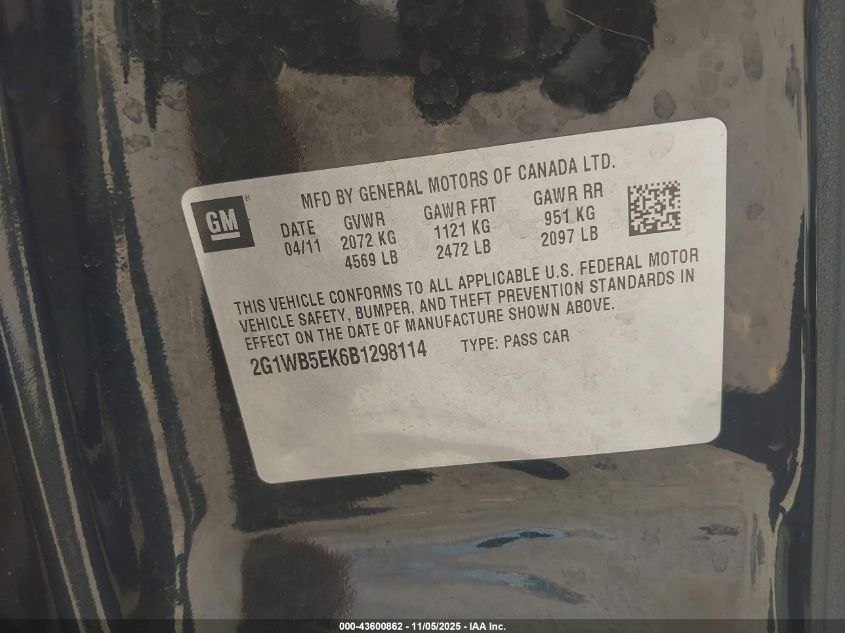 MFD BY GENERAL MOTORS OF CANADA LTD.
GM ®
DATE GVWR GAWR FRT GAWR RR
04/11 2072 KG 1121 KG 951 KG
4569 LB 2472 LB 2097 LB
THIS VEHICLE CONFORMS TO ALL APPLICABLE U.S. FEDERAL MOTOR
VEHICLE SAFETY, BUMPER, AND THEFT PREVENTION STANDARDS IN
EFFECT ON THE DATE OF MANUFACTURE SHOWN ABOVE.
2G1WB5EK6B1298114 TYPE: PASS CAR
000-43600862 - 11/05/2025 - IAA Inc.